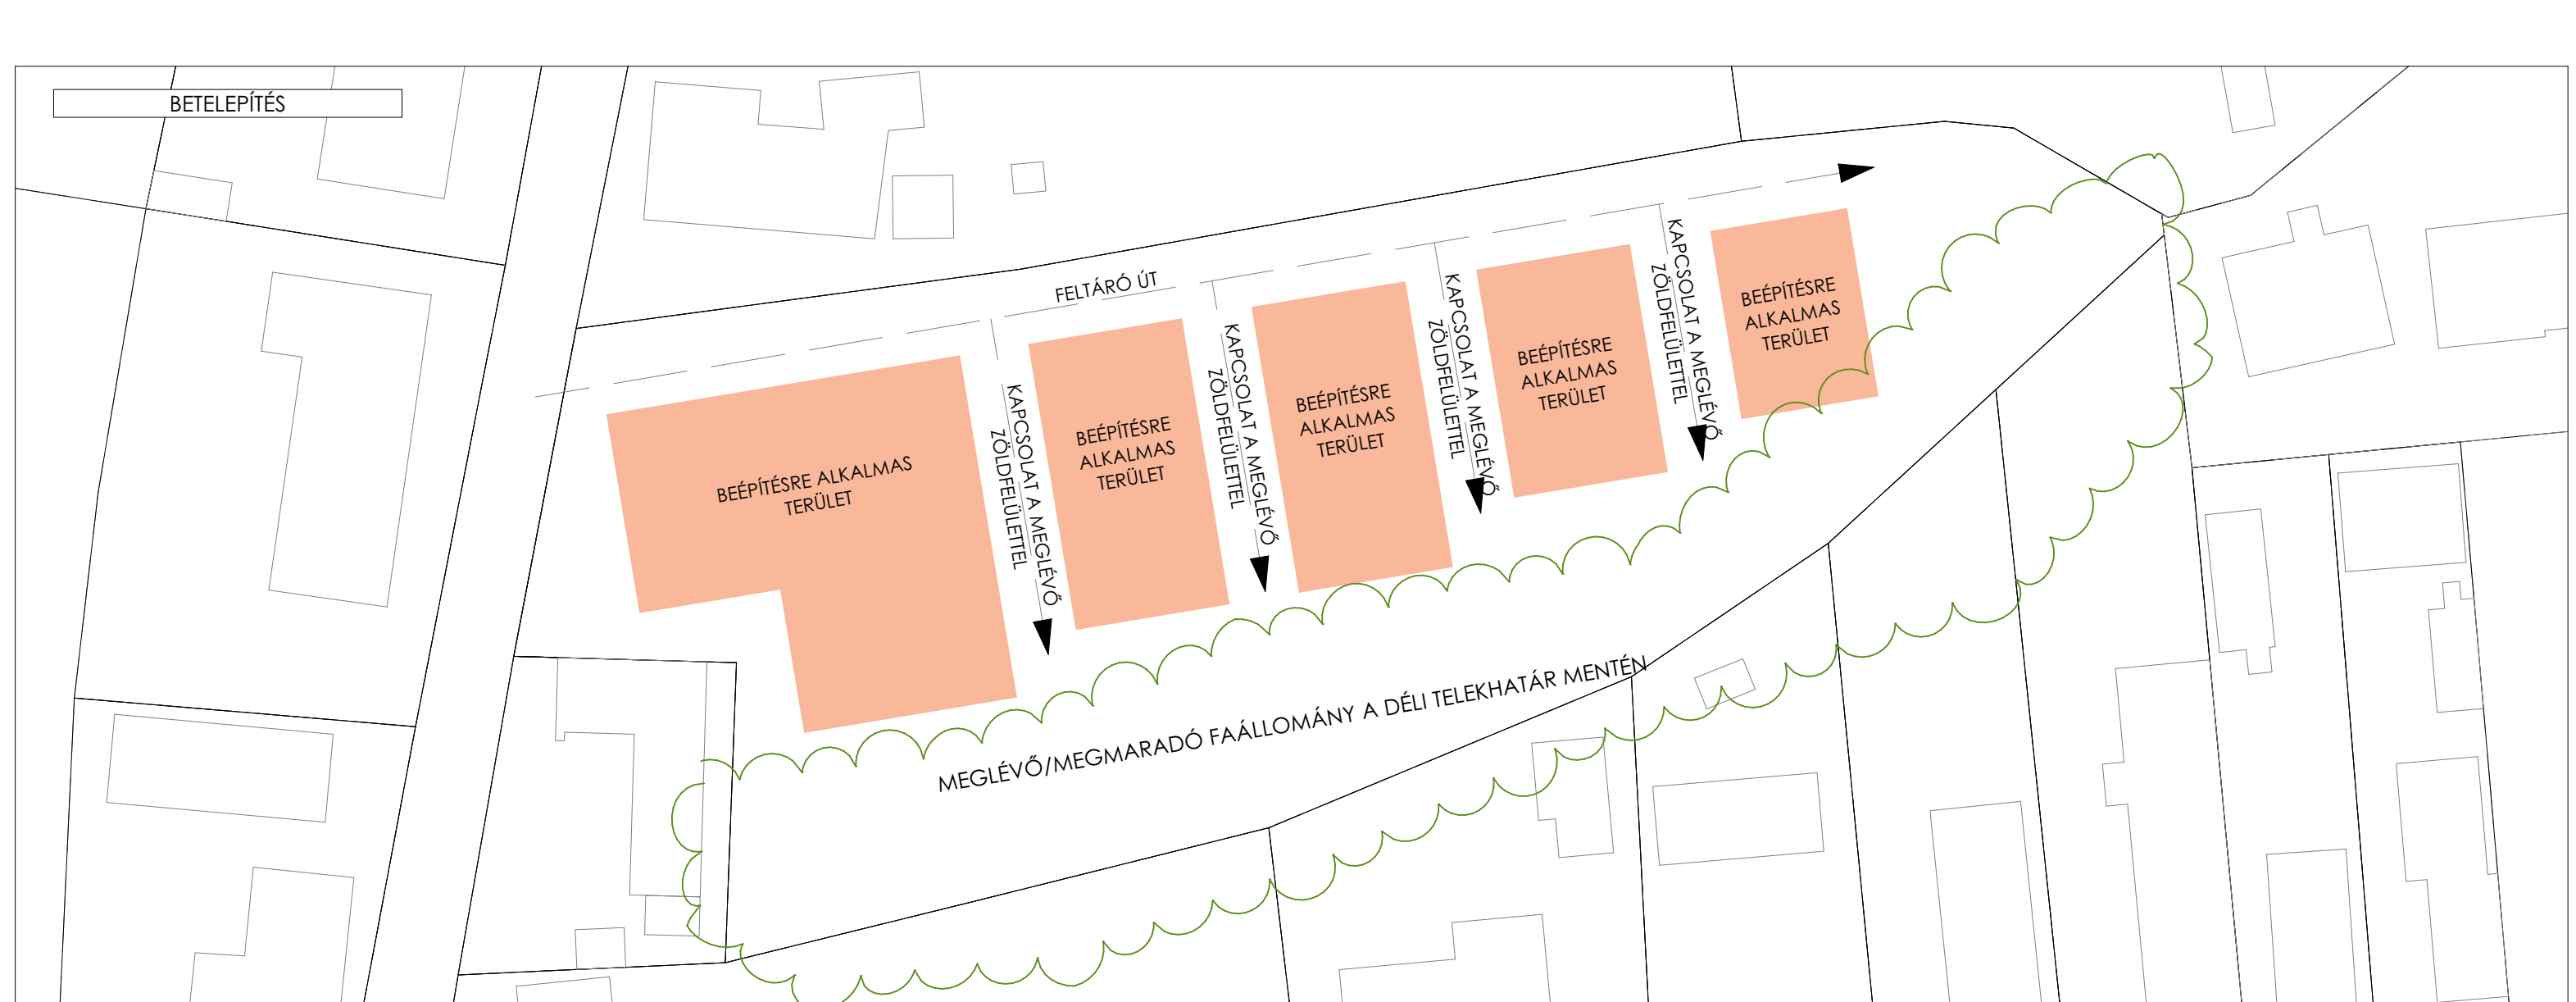 BETELEPÍTÉS
FELTÁRÓ ÚT
BEÉPÍTÉSRE ALKALMAS
TERÜLET
KAPCSOLAT A MEGLÉVŐ
ZÖLDFELÜLETTEL
BEÉPÍTÉSRE
ALKALMAS
TERÜLET
KAPCSOLAT A MEGLÉVŐ
ZÖLDFELÜLETTEL
BEÉPÍTÉSRE
ALKALMAS
TERÜLET
KAPCSOLAT A MEGLÉVŐ
ZÖLDFELÜLETTEL
BEÉPÍTÉSRE
ALKALMAS
TERÜLET
KAPCSOLAT A MEGLÉVŐ
ZÖLDFELÜLETTEL
BEÉPÍTÉSRE
ALKALMAS
TERÜLET
MEGLÉVŐ/MEGMARADÓ FAÁLLOMÁNY A DÉLI TELEKHATÁR MENTÉN